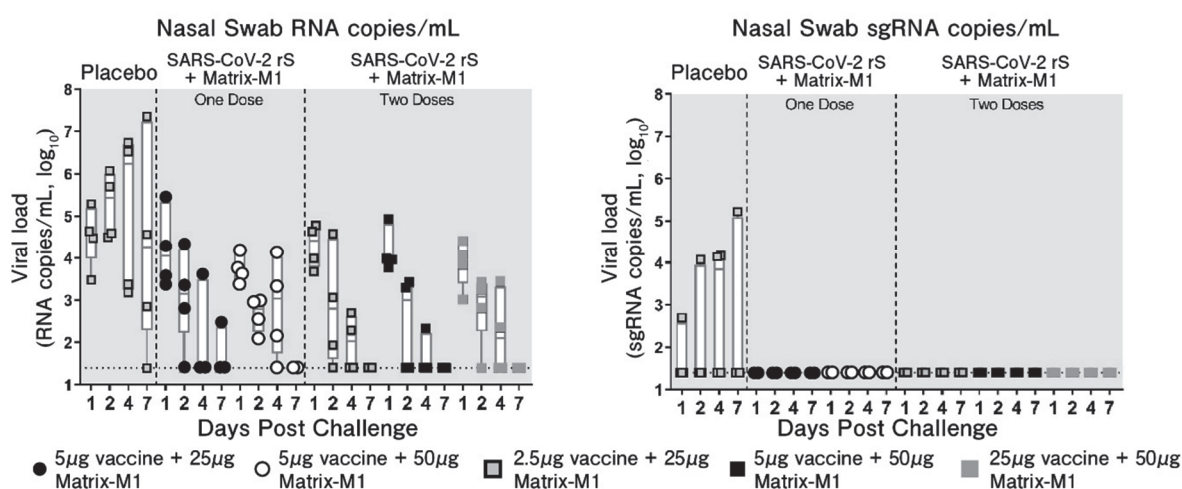 Nasal Swab RNA copies/mL
Placebo
SARS-CoV-2 rS
+ Matrix-M1
SARS-CoV-2 rS
+ Matrix-M1
One Dose
Two Doses
Viral load
(RNA copies/mL, log10)
8
7
6
5
4
3
2
1
1 2 4 7 1 2 4 7 1 2 4 7 1 2 4 7 1 2 4 7 1 2 4 7
Days Post Challenge
Nasal Swab sgRNA copies/mL
Placebo
SARS-CoV-2 rS
+ Matrix-M1
SARS-CoV-2 rS
+ Matrix-M1
One Dose
Two Doses
Viral load
(sgRNA copies/mL, log10)
8
7
6
5
4
3
2
1
1 2 4 7 1 2 4 7 1 2 4 7 1 2 4 7 1 2 4 7 1 2 4 7
Days Post Challenge
5µg vaccine + 25µg
Matrix-M1
5µg vaccine + 50µg
Matrix-M1
2.5µg vaccine + 25µg
Matrix-M1
5µg vaccine + 50µg
Matrix-M1
25µg vaccine + 50µg
Matrix-M1